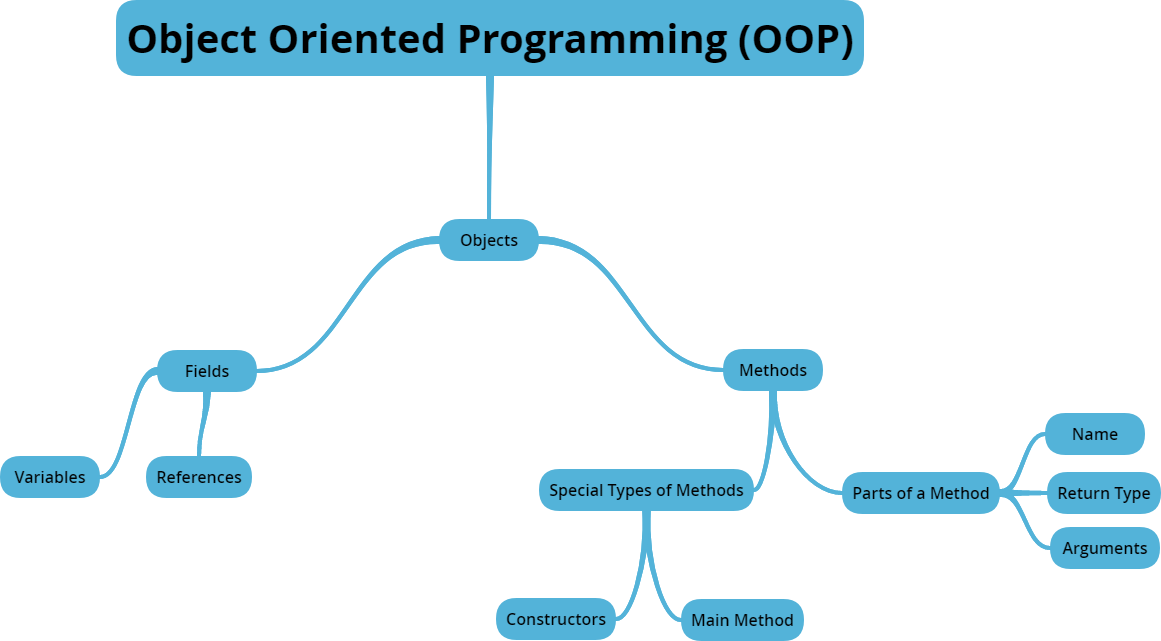 Object Oriented Programming (OOP)
Objects
Fields
Methods
Variables
References
Special Types of Methods
Parts of a Method
Name
Return Type
Arguments
Constructors
Main Method